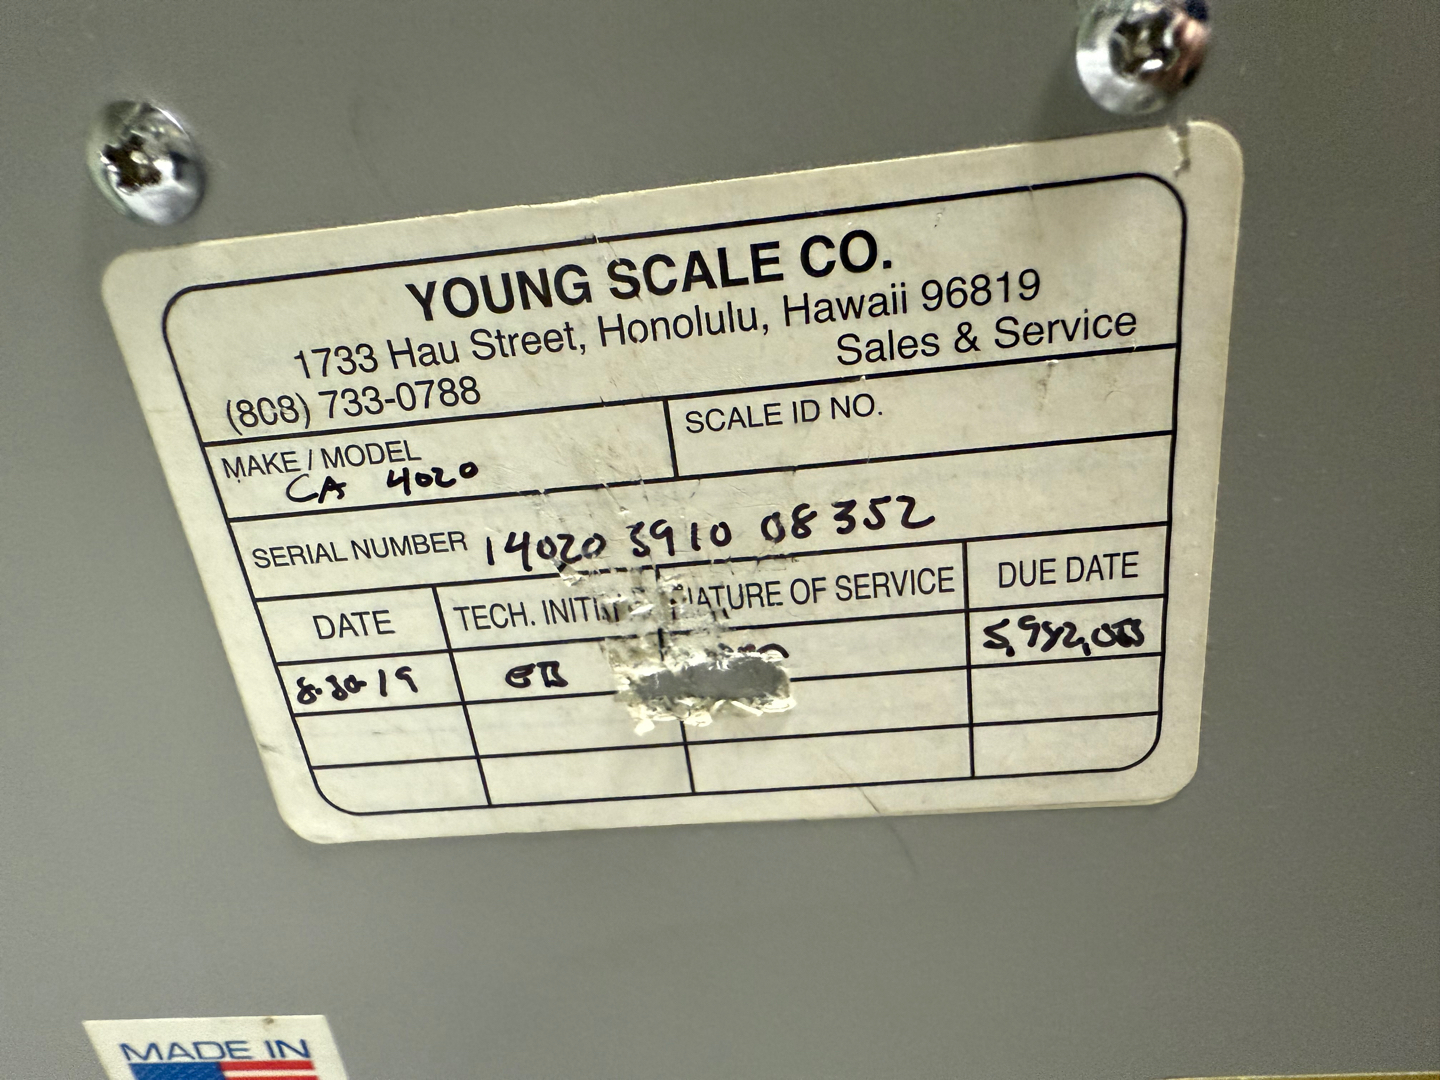 YOUNG SCALE CO.
1733 Hau Street, Honolulu, Hawaii 96819
(808) 733-0788 Sales & Service
MAKE / MODEL SCALE ID NO.
CA 4020
SERIAL NUMBER 14020 3910 08352
DATE TECH. INITI NATURE OF SERVICE DUE DATE
8-30-19
MADE IN